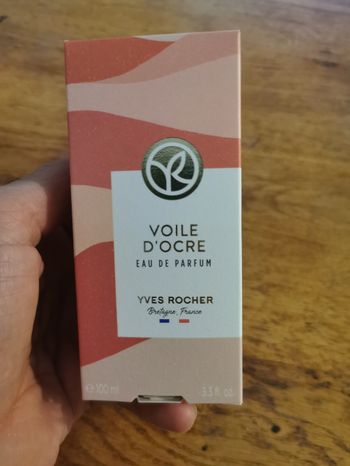 VOILE
D'OCRE
EAU DE PARFUM
YVES ROCHER
Bretagne, France
℮ 100 ml
3.3 fl. oz.